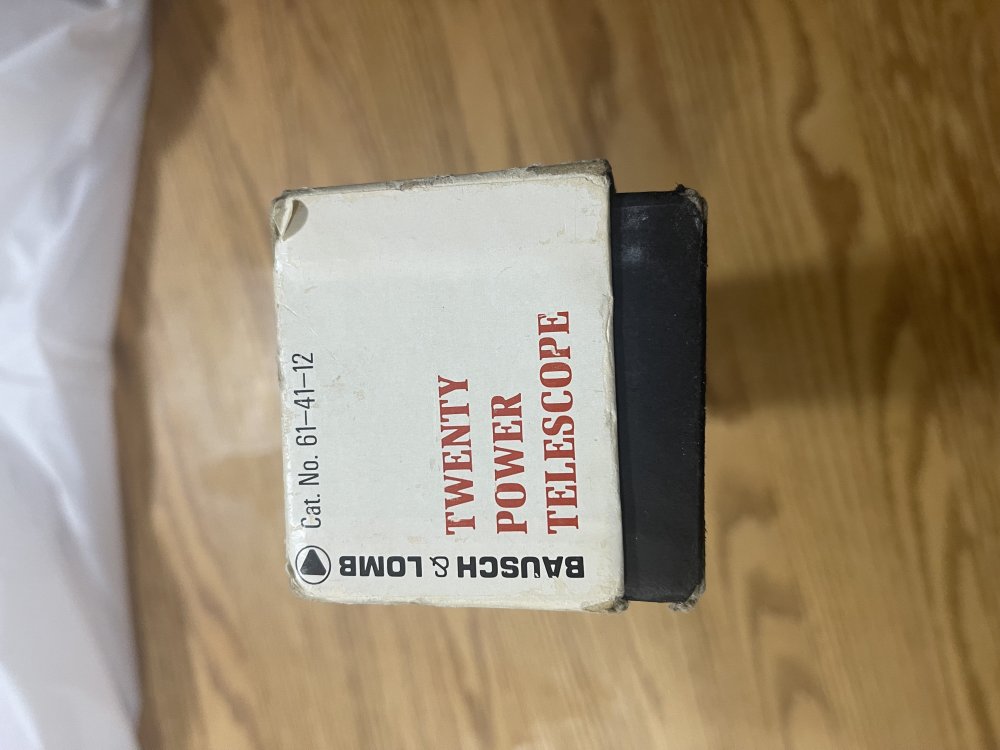 Cat. No. 61–41–12
TWENTY
POWER
TELESCOPE
BAUSCH & LOMB